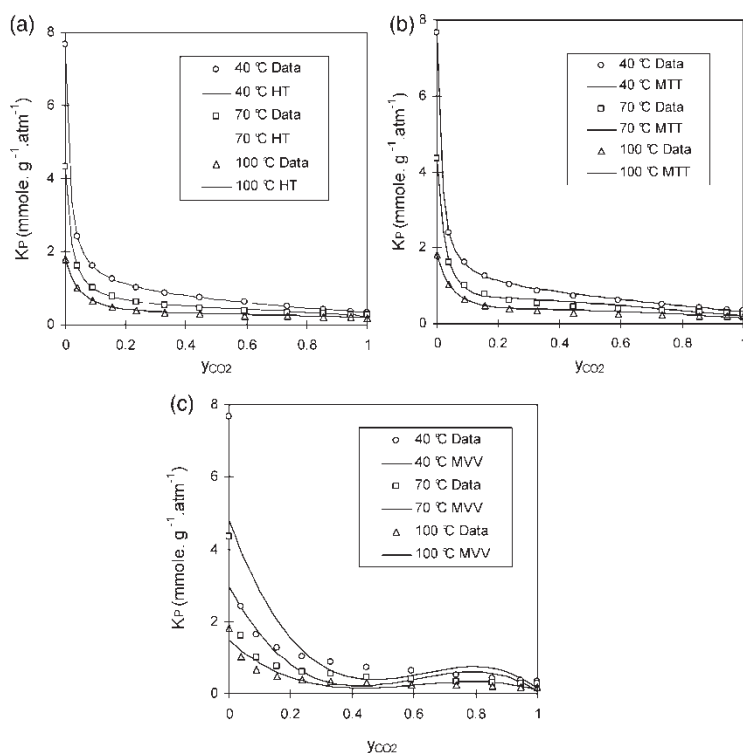 (a)
8
6
4
2
0
Kᴘ (mmole. g⁻¹.atm⁻¹)
0 0.2 0.4 0.6 0.8 1
yCO2
40 °C Data
40 °C HT
70 °C Data
70 °C HT
100 °C Data
100 °C HT
(b)
8
6
4
2
0
Kᴘ (mmole. g⁻¹.atm⁻¹)
0 0.2 0.4 0.6 0.8 1
yCO2
40 °C Data
40 °C MTT
70 °C Data
70 °C MTT
100 °C Data
100 °C MTT
(c)
8
6
4
2
0
Kᴘ (mmole. g⁻¹.atm⁻¹)
0 0.2 0.4 0.6 0.8 1
yCO2
40 °C Data
40 °C MVV
70 °C Data
70 °C MVV
100 °C Data
100 °C MVV